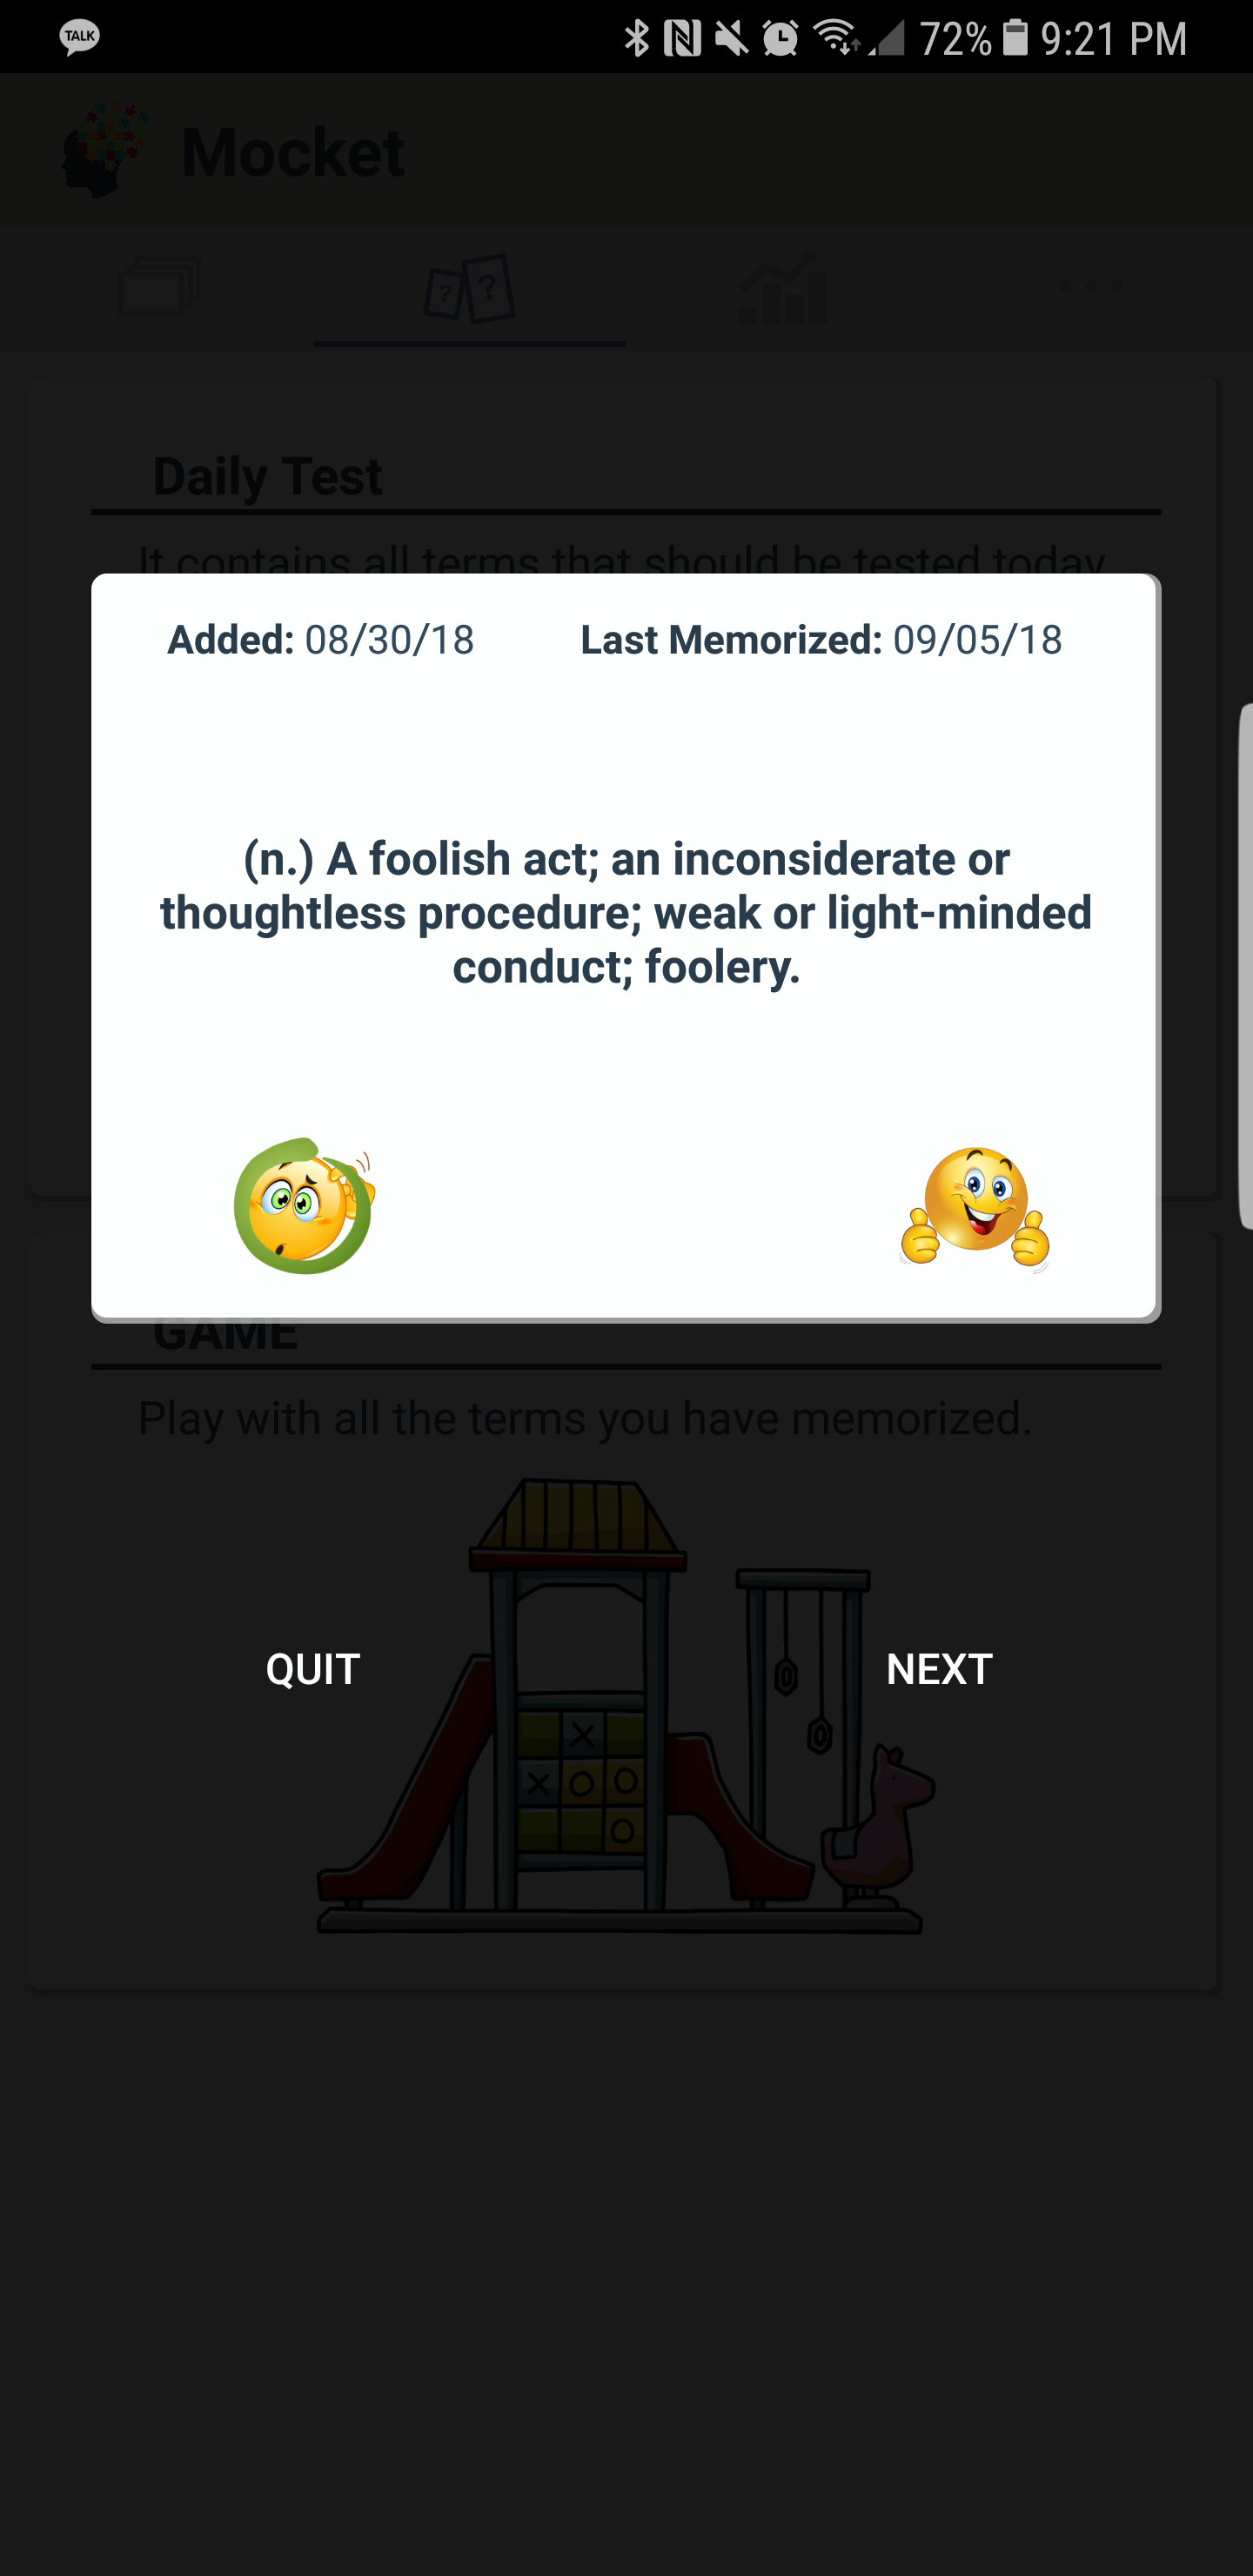 TALK 72% 9:21 PM
Mocket
? ?
Daily Test
It contains all terms that should be tested today
Added: 08/30/18 Last Memorized: 09/05/18
(n.) A foolish act; an inconsiderate or
thoughtless procedure; weak or light-minded
conduct; foolery.
GAME
Play with all the terms you have memorized.
QUIT NEXT